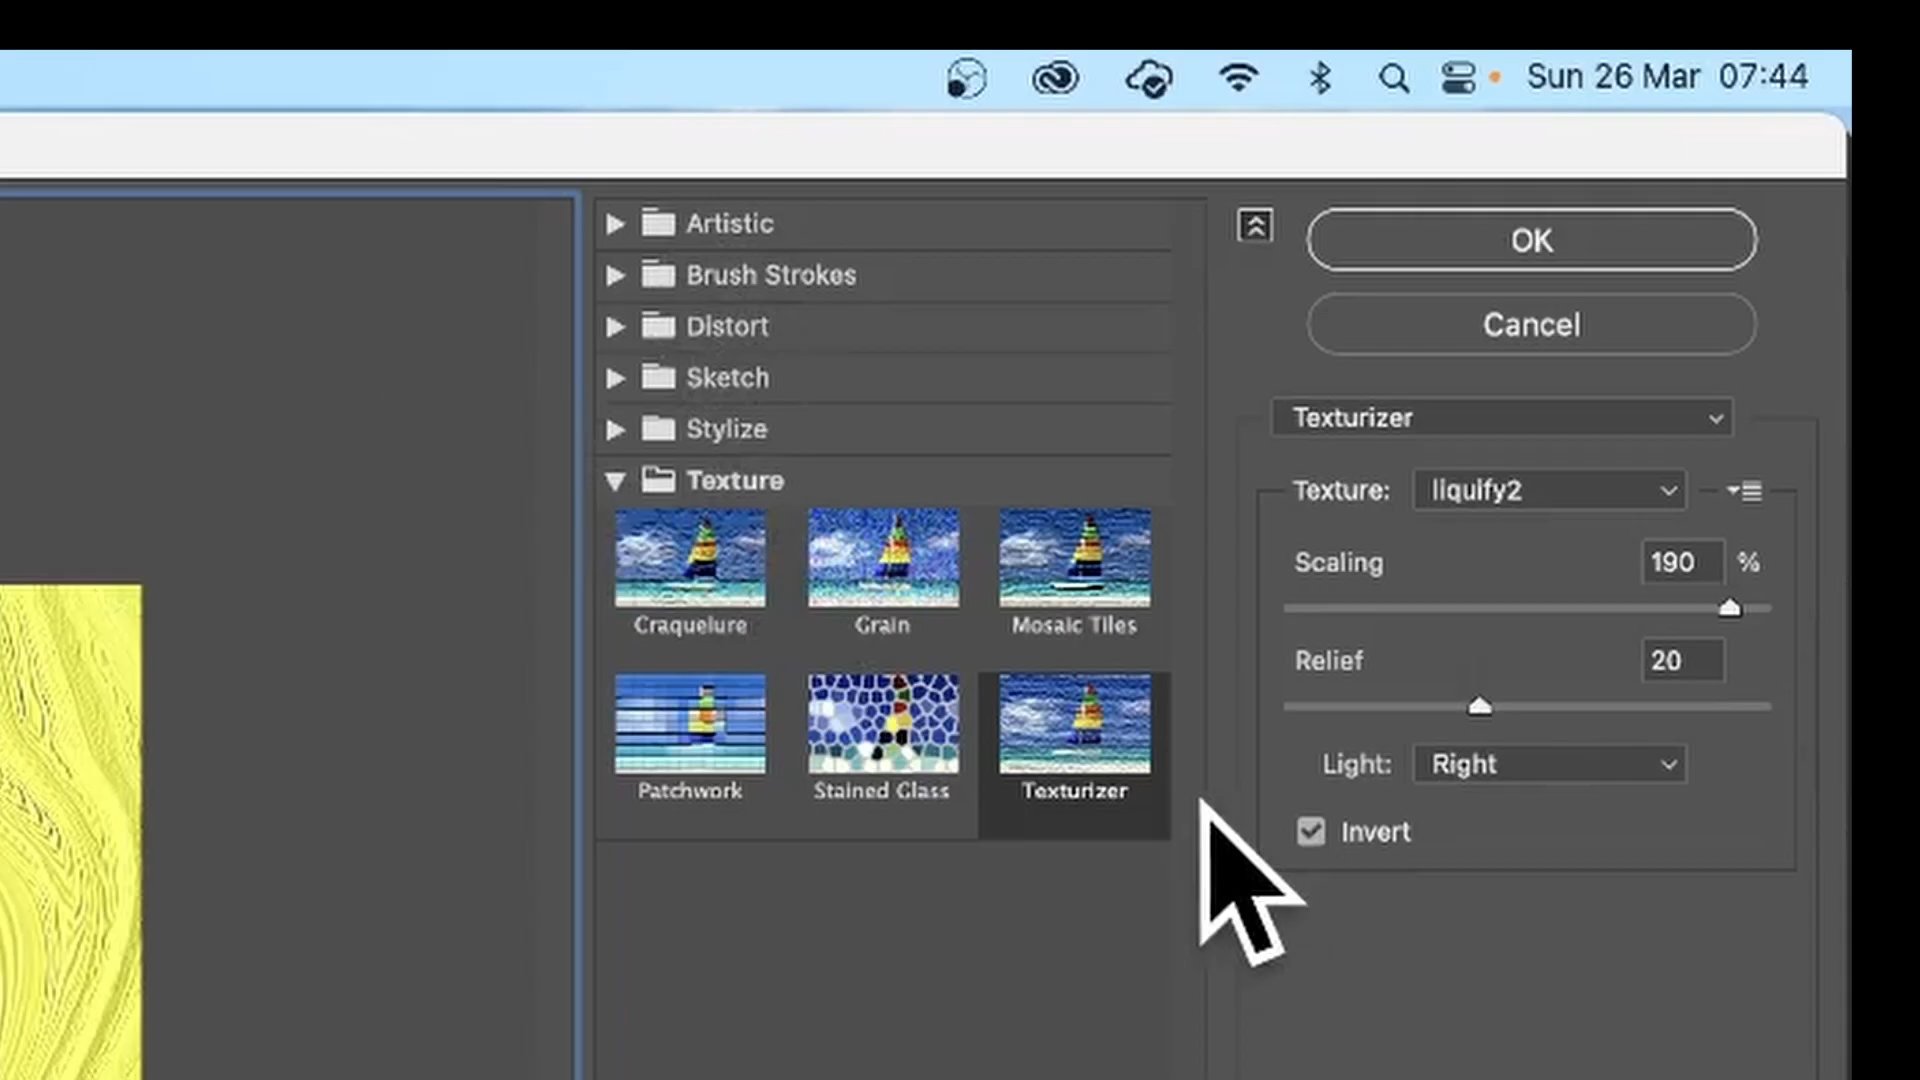 Sun 26 Mar 07:44
Artistic
Brush Strokes
Distort
Sketch
Stylize
Texture
Craquelure Grain Mosaic Tiles
Patchwork Stained Glass Texturizer
OK
Cancel
Texturizer
Texture: liquify2
Scaling 190 %
Relief 20
Light: Right
Invert